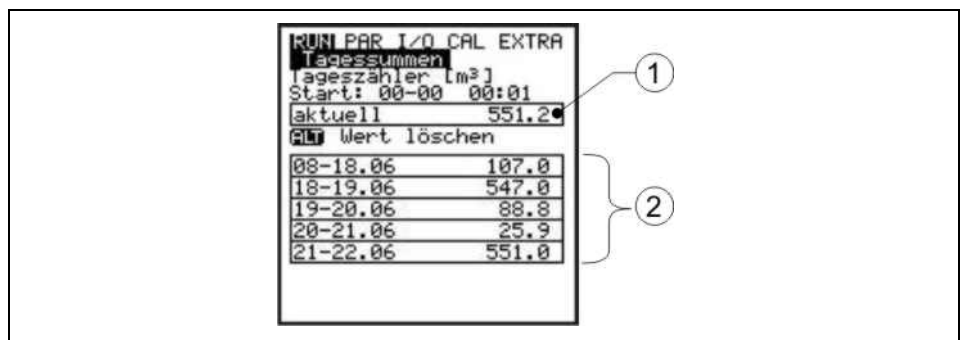 RUN PAR I/O CAL EXTRA
Tagessummen
Tageszähler [m³]
Start: 00-00 00:01
aktuell 551.2
ALT Wert löschen
08-18.06 107.0
18-19.06 547.0
19-20.06 88.8
20-21.06 25.9
21-22.06 551.0
1
2